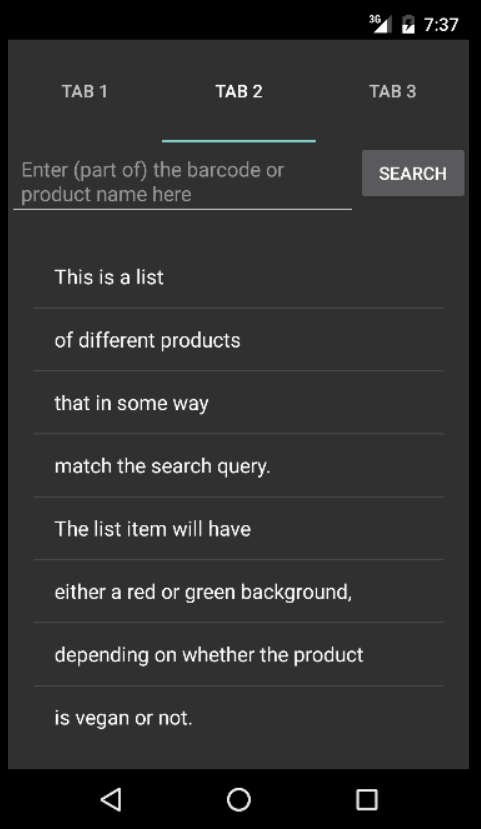 3G 7:37
TAB 1 TAB 2 TAB 3
Enter (part of) the barcode or
product name here
SEARCH
This is a list
of different products
that in some way
match the search query.
The list item will have
either a red or green background,
depending on whether the product
is vegan or not.